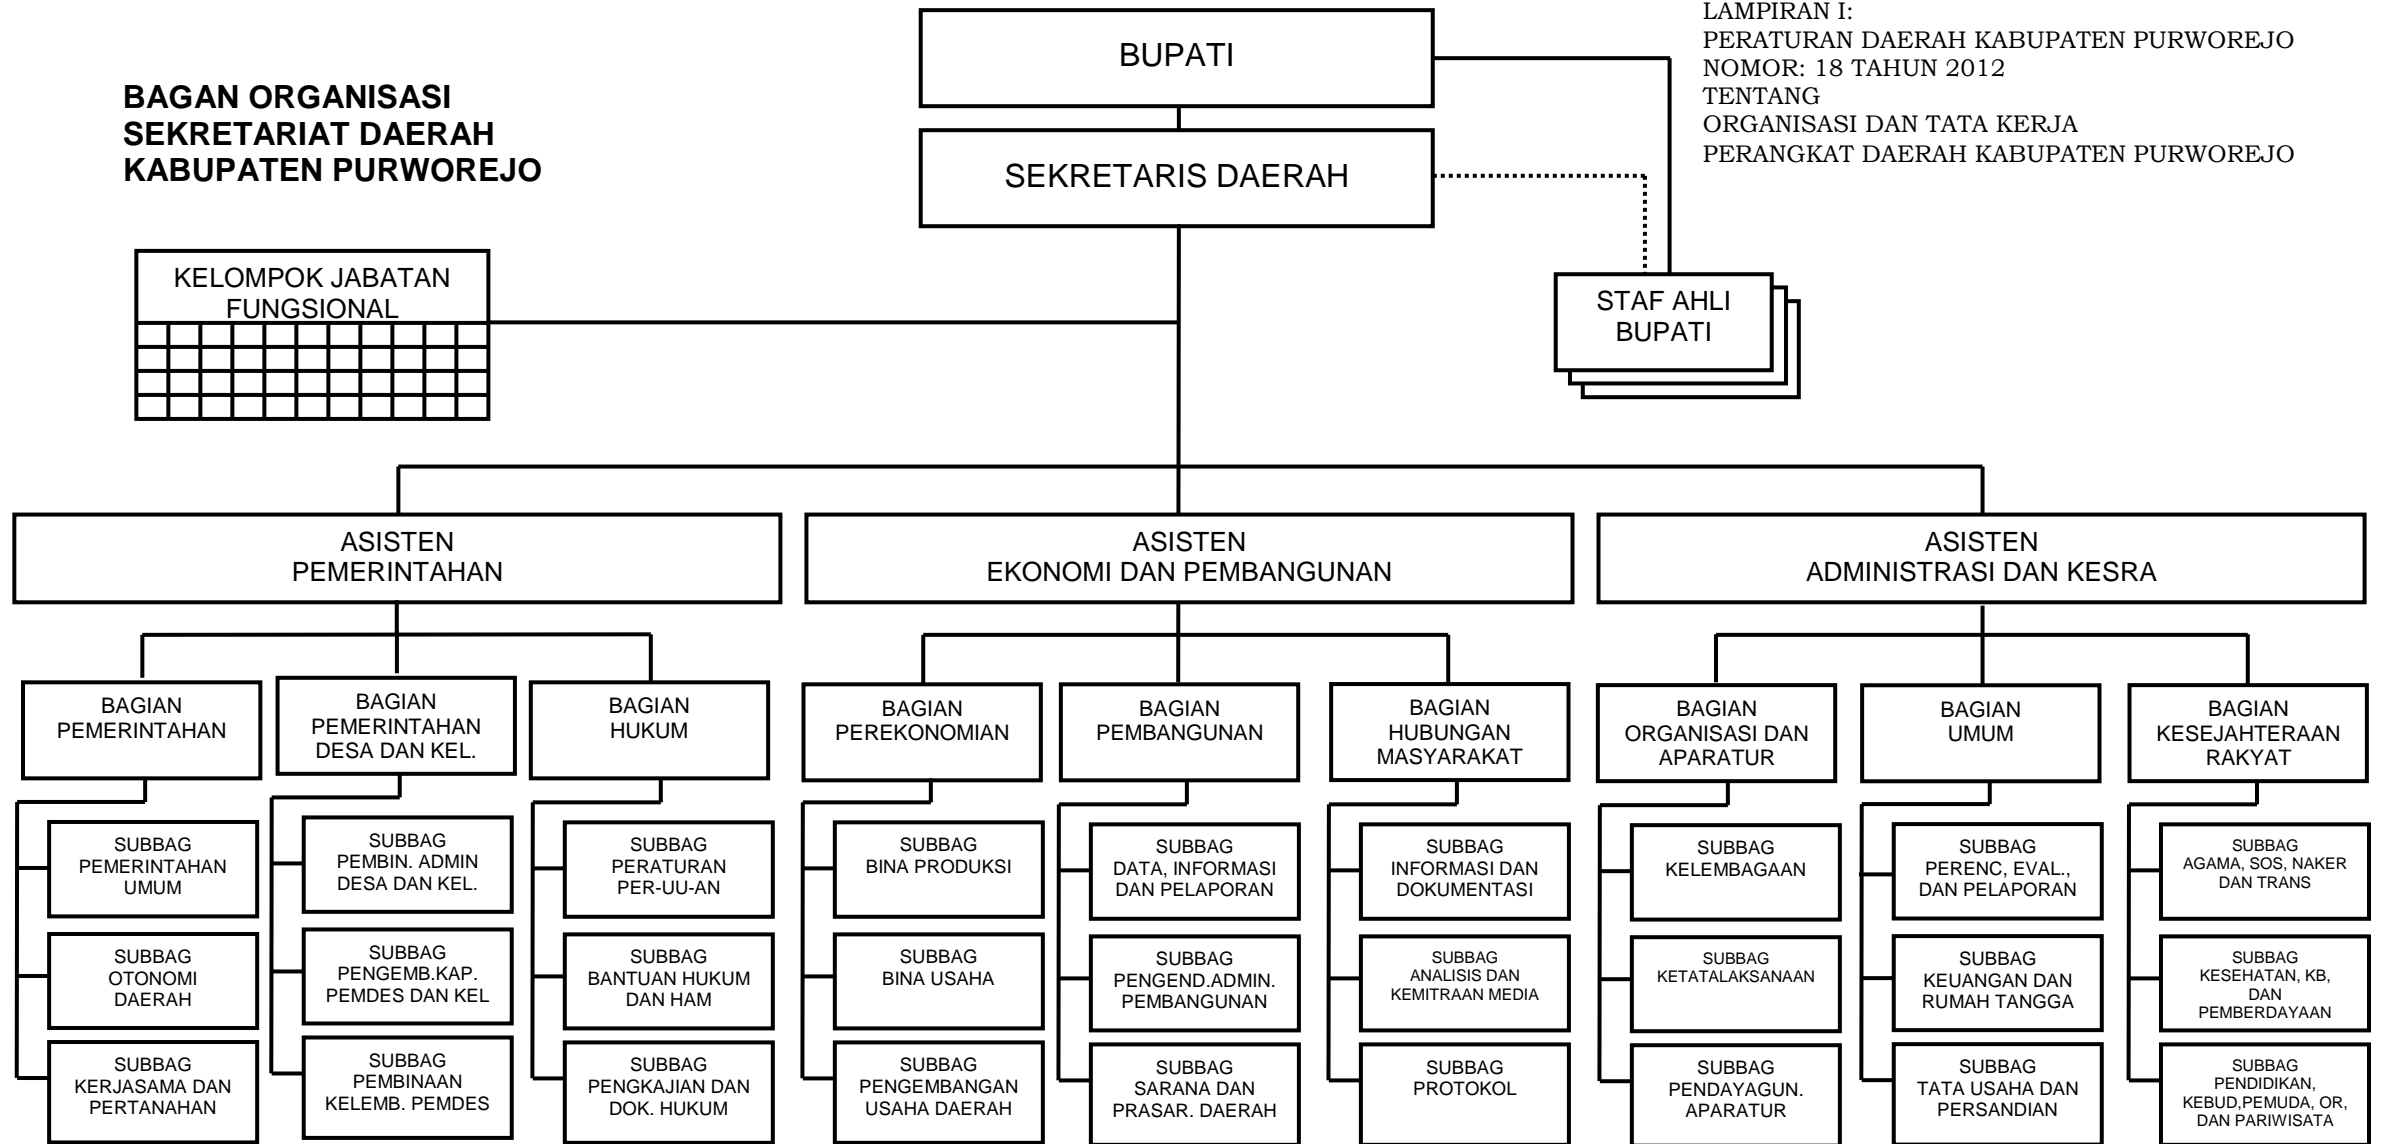 LAMPIRAN I:
PERATURAN DAERAH KABUPATEN PURWOREJO
NOMOR: 18 TAHUN 2012
TENTANG
ORGANISASI DAN TATA KERJA
PERANGKAT DAERAH KABUPATEN PURWOREJO
BAGAN ORGANISASI
SEKRETARIAT DAERAH
KABUPATEN PURWOREJO
BUPATI
SEKRETARIS DAERAH
KELOMPOK JABATAN
FUNGSIONAL
STAF AHLI
BUPATI
ASISTEN
PEMERINTAHAN
ASISTEN
EKONOMI DAN PEMBANGUNAN
ASISTEN
ADMINISTRASI DAN KESRA
BAGIAN
PEMERINTAHAN
BAGIAN
PEMERINTAHAN
DESA DAN KEL.
BAGIAN
HUKUM
BAGIAN
PEREKONOMIAN
BAGIAN
PEMBANGUNAN
BAGIAN
HUBUNGAN
MASYARAKAT
BAGIAN
ORGANISASI DAN
APARATUR
BAGIAN
UMUM
BAGIAN
KESEJAHTERAAN
RAKYAT
SUBBAG
PEMERINTAHAN
UMUM
SUBBAG
PEMBIN. ADMIN
DESA DAN KEL.
SUBBAG
PERATURAN
PER-UU-AN
SUBBAG
BINA PRODUKSI
SUBBAG
DATA, INFORMASI
DAN PELAPORAN
SUBBAG
INFORMASI DAN
DOKUMENTASI
SUBBAG
KELEMBAGAAN
SUBBAG
PERENC, EVAL.,
DAN PELAPORAN
SUBBAG
AGAMA, SOS, NAKER
DAN TRANS
SUBBAG
OTONOMI
DAERAH
SUBBAG
PENGEMB.KAP.
PEMDES DAN KEL
SUBBAG
BANTUAN HUKUM
DAN HAM
SUBBAG
BINA USAHA
SUBBAG
PENGEND.ADMIN.
PEMBANGUNAN
SUBBAG
ANALISIS DAN
KEMITRAAN MEDIA
SUBBAG
KETATALAKSANAAN
SUBBAG
KEUANGAN DAN
RUMAH TANGGA
SUBBAG
KESEHATAN, KB,
DAN
PEMBERDAYAAN
SUBBAG
KERJASAMA DAN
PERTANAHAN
SUBBAG
PEMBINAAN
KELEMB. PEMDES
SUBBAG
PENGKAJIAN DAN
DOK. HUKUM
SUBBAG
PENGEMBANGAN
USAHA DAERAH
SUBBAG
SARANA DAN
PRASAR. DAERAH
SUBBAG
PROTOKOL
SUBBAG
PENDAYAGUN.
APARATUR
SUBBAG
TATA USAHA DAN
PERSANDIAN
SUBBAG
PENDIDIKAN,
KEBUD,PEMUDA, OR,
DAN PARIWISATA